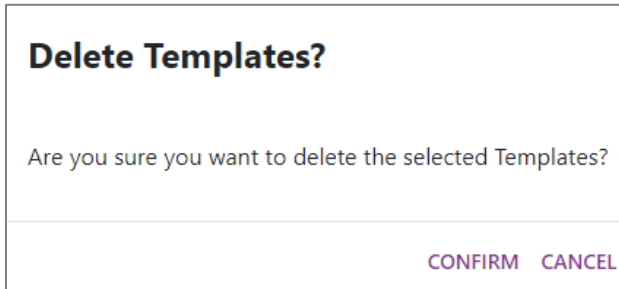 Delete Templates?
Are you sure you want to delete the selected Templates?
CONFIRM CANCEL